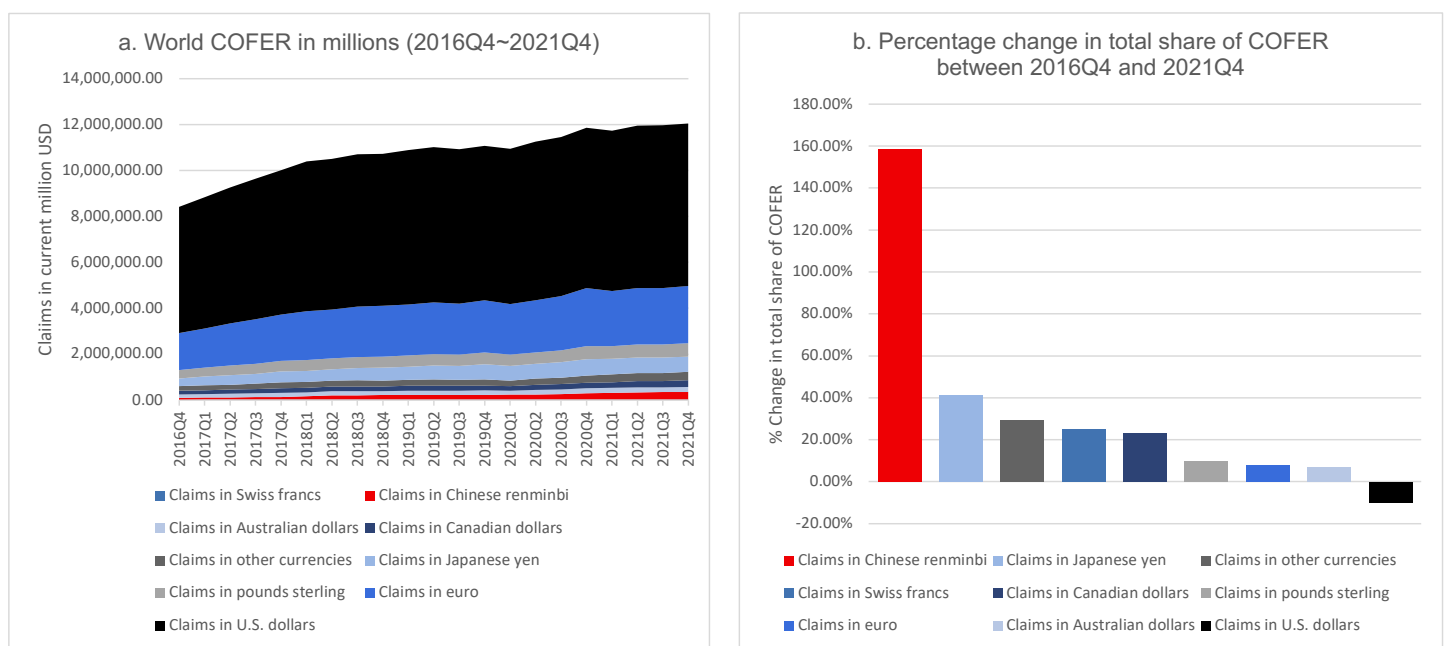 a. World COFER in millions (2016Q4~2021Q4)
14,000,000.00
12,000,000.00
10,000,000.00
8,000,000.00
6,000,000.00
4,000,000.00
2,000,000.00
0.00
Claiims in current million USD
2016Q4
2017Q1
2017Q2
2017Q3
2017Q4
2018Q1
2018Q2
2018Q3
2018Q4
2019Q1
2019Q2
2019Q3
2019Q4
2020Q1
2020Q2
2020Q3
2020Q4
2021Q1
2021Q2
2021Q3
2021Q4
Claims in Swiss francs Claims in Chinese renminbi
Claims in Australian dollars Claims in Canadian dollars
Claims in other currencies Claims in Japanese yen
Claims in pounds sterling Claims in euro
Claims in U.S. dollars
b. Percentage change in total share of COFER
between 2016Q4 and 2021Q4
180.00%
160.00%
140.00%
120.00%
100.00%
80.00%
60.00%
40.00%
20.00%
0.00%
-20.00%
% Change in total share of COFER
Claims in Chinese renminbi Claims in Japanese yen Claims in other currencies
Claims in Swiss francs Claims in Canadian dollars Claims in pounds sterling
Claims in euro Claims in Australian dollars Claims in U.S. dollars